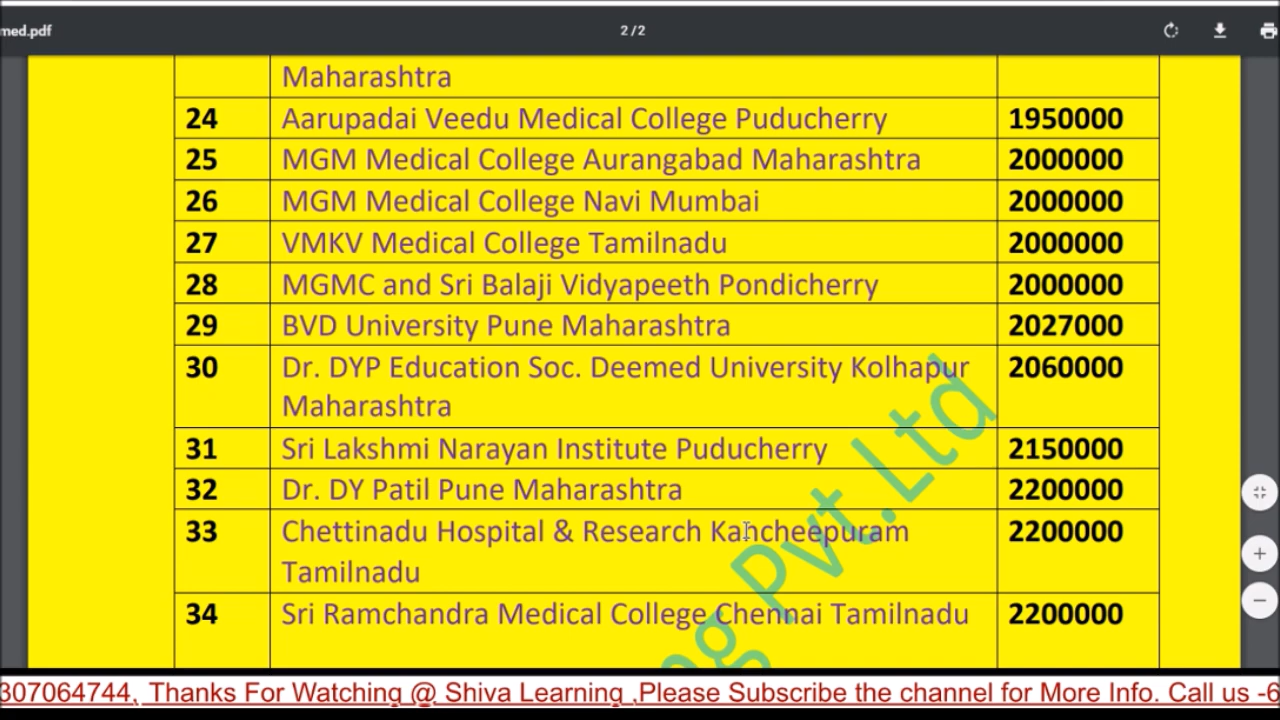 med.pdf 2/2
Maharashtra
24 Aarupadai Veedu Medical College Puducherry 1950000
25 MGM Medical College Aurangabad Maharashtra 2000000
26 MGM Medical College Navi Mumbai 2000000
27 VMKV Medical College Tamilnadu 2000000
28 MGMC and Sri Balaji Vidyapeeth Pondicherry 2000000
29 BVD University Pune Maharashtra 2027000
30 Dr. DYP Education Soc. Deemed University Kolhapur 2060000
Maharashtra
31 Sri Lakshmi Narayan Institute Puducherry 2150000
32 Dr. DY Patil Pune Maharashtra 2200000
33 Chettinadu Hospital & Research Kancheepuram 2200000
Tamilnadu
34 Sri Ramchandra Medical College Chennai Tamilnadu 2200000
ng Pvt.Ltd
307064744, Thanks For Watching @ Shiva Learning ,Please Subscribe the channel for More Info. Call us -6